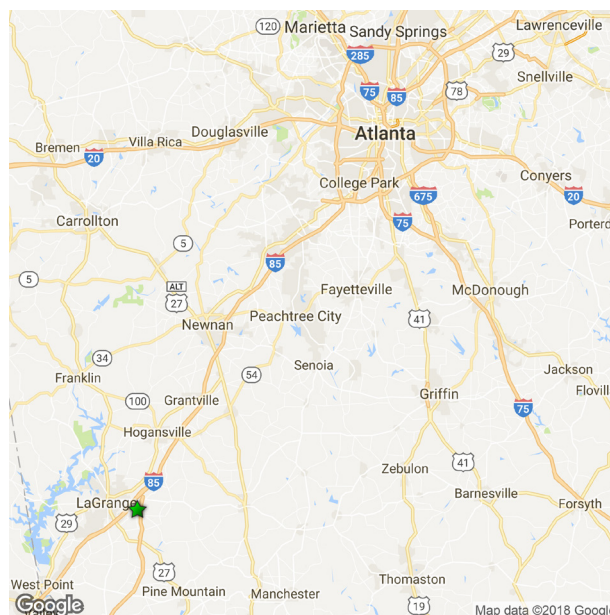 120
Marietta
Sandy Springs
Lawrenceville
285
29
Snellville
75
85
78
Douglasville
Atlanta
Villa Rica
Bremen
20
College Park
Conyers
675
20
Carrollton
75
Porterd
5
85
5
ALT
27
Fayetteville
McDonough
Peachtree City
41
Newnan
34
Senoia
Franklin
54
Jackson
Griffin
Flovill
100
Grantville
75
Hogansville
Zebulon
41
85
Barnesville
LaGrange
Forsyth
29
27
West Point
Thomaston
Pine Mountain
Manchester
19
Google
Map data ©2018 Google